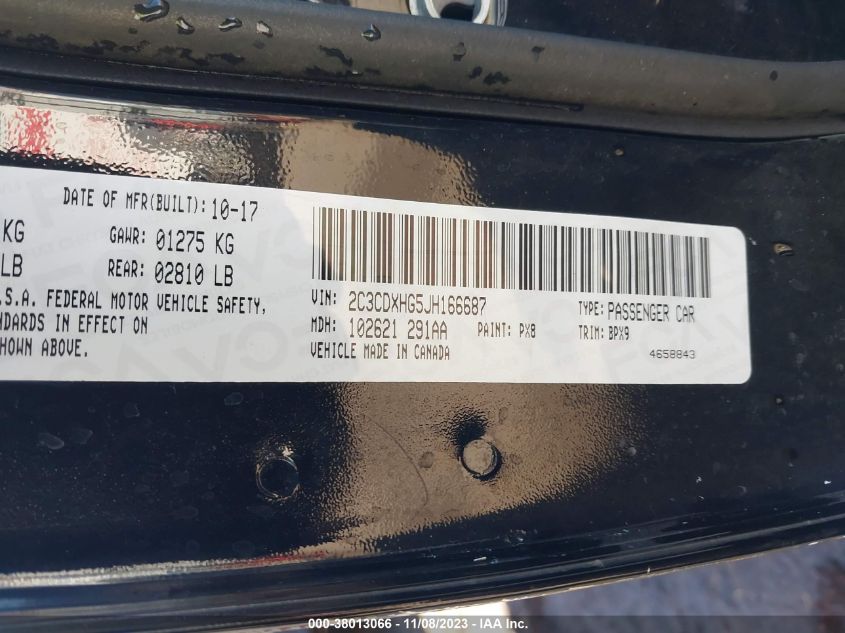 DATE OF MFR(BUILT): 10-17
KG GAWR: 01275 KG
LB REAR: 02810 LB
.S.A. FEDERAL MOTOR VEHICLE SAFETY,
NDARDS IN EFFECT ON
HOWN ABOVE.
VIN: 2C3CDXHG5JH166687 TYPE: PASSENGER CAR
MDH: 102621 291AA PAINT: PX8 TRIM: BPX9
VEHICLE MADE IN CANADA 4658843
000-38013066 - 11/08/2023 - IAA Inc.